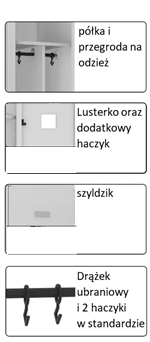 półka i
przegroda na
odzież
Lusterko oraz
dodatkowy
haczyk
szyldzik
Drążek
ubraniowy
i 2 haczyki
w standardzie